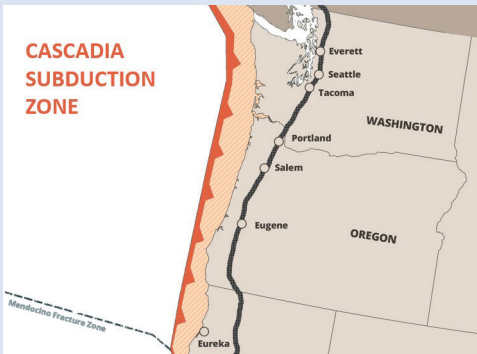 CASCADIA
SUBDUCTION
ZONE
Everett
Seattle
Tacoma
WASHINGTON
Portland
Salem
Eugene
OREGON
Mendocino Fracture Zone
Eureka